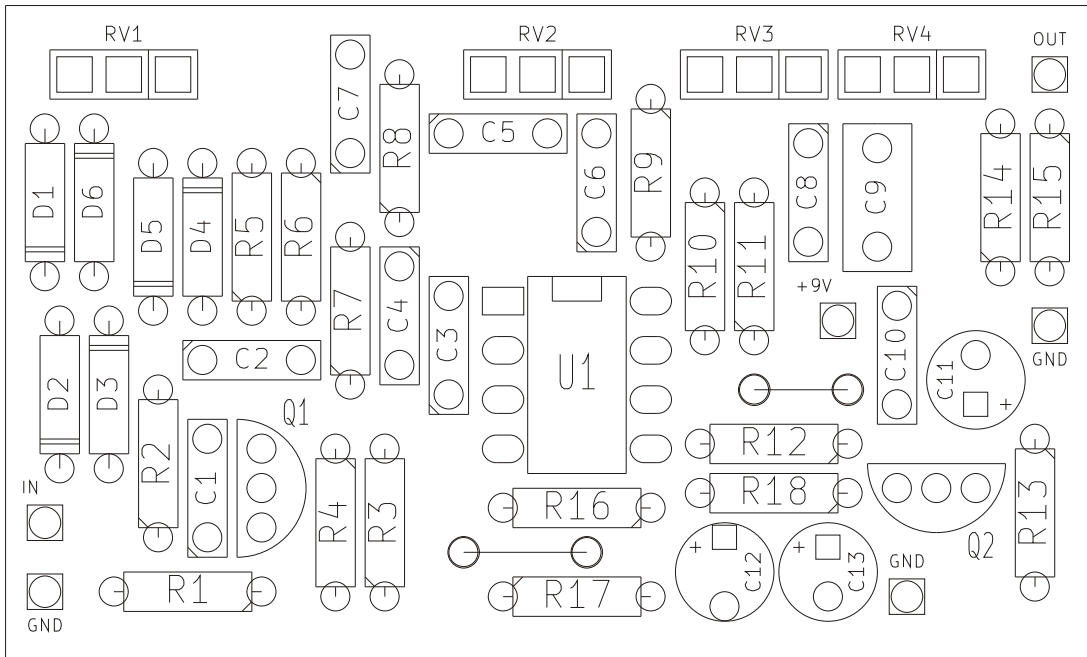 RV1
RV2
RV3
RV4
OUT
C7
R8
C5
C6
R9
C8
C9
R14
R15
D1
D6
D5
D4
R5
R6
R7
C4
C3
R10
R11
+9V
C10
C11
+
GND
D2
D3
C2
U1
R2
C1
Q1
R4
R3
R12
R18
R16
R13
Q2
IN
GND
R1
R17
+
C12
+
C13
GND